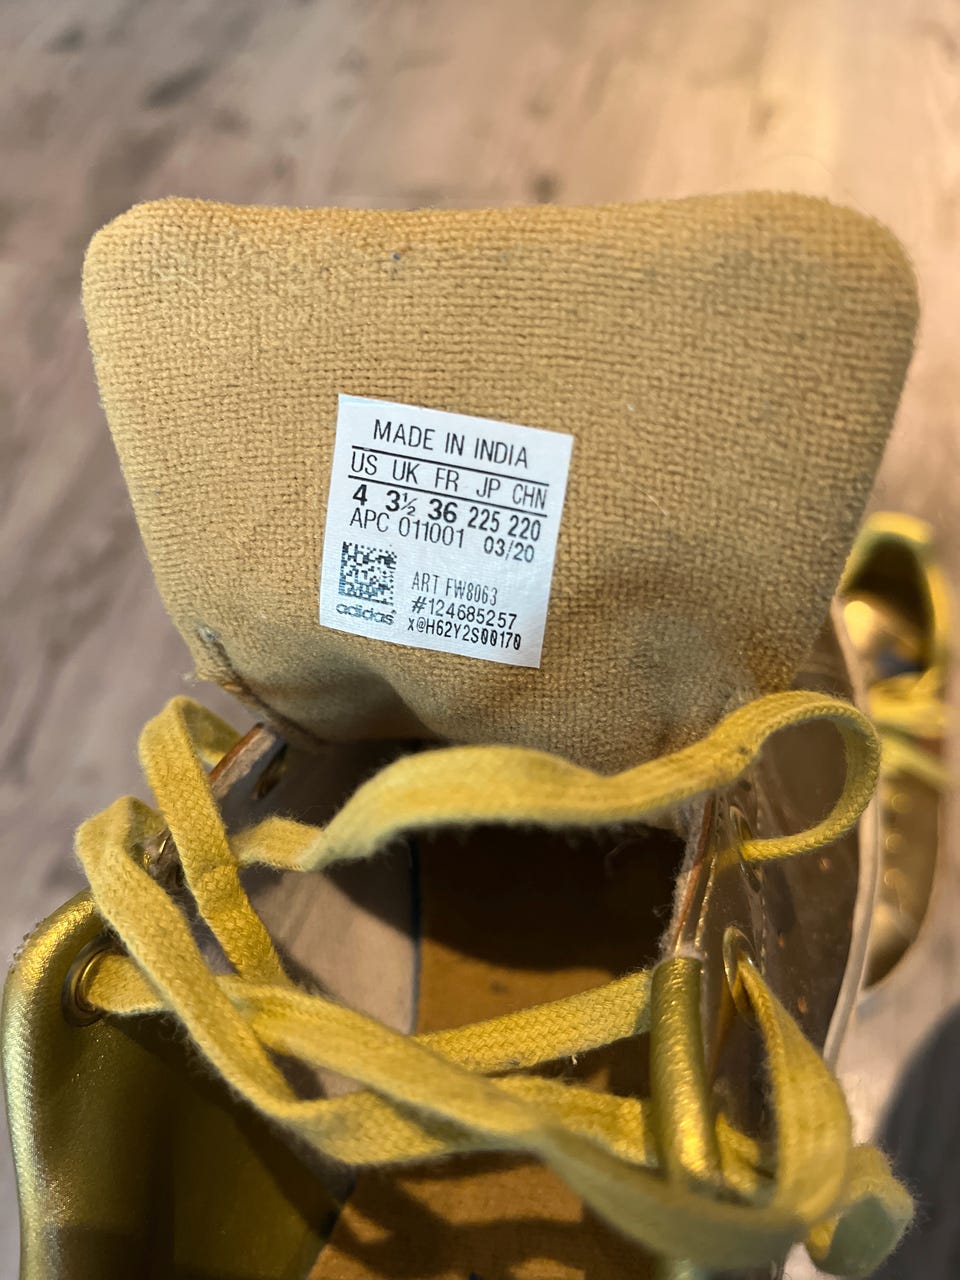 MADE IN INDIA
US UK FR JP CHN
4 3½ 36 225 220
APC 011001 03/20
ART FW8063
#124685257
adidas
x@H62Y2S00170